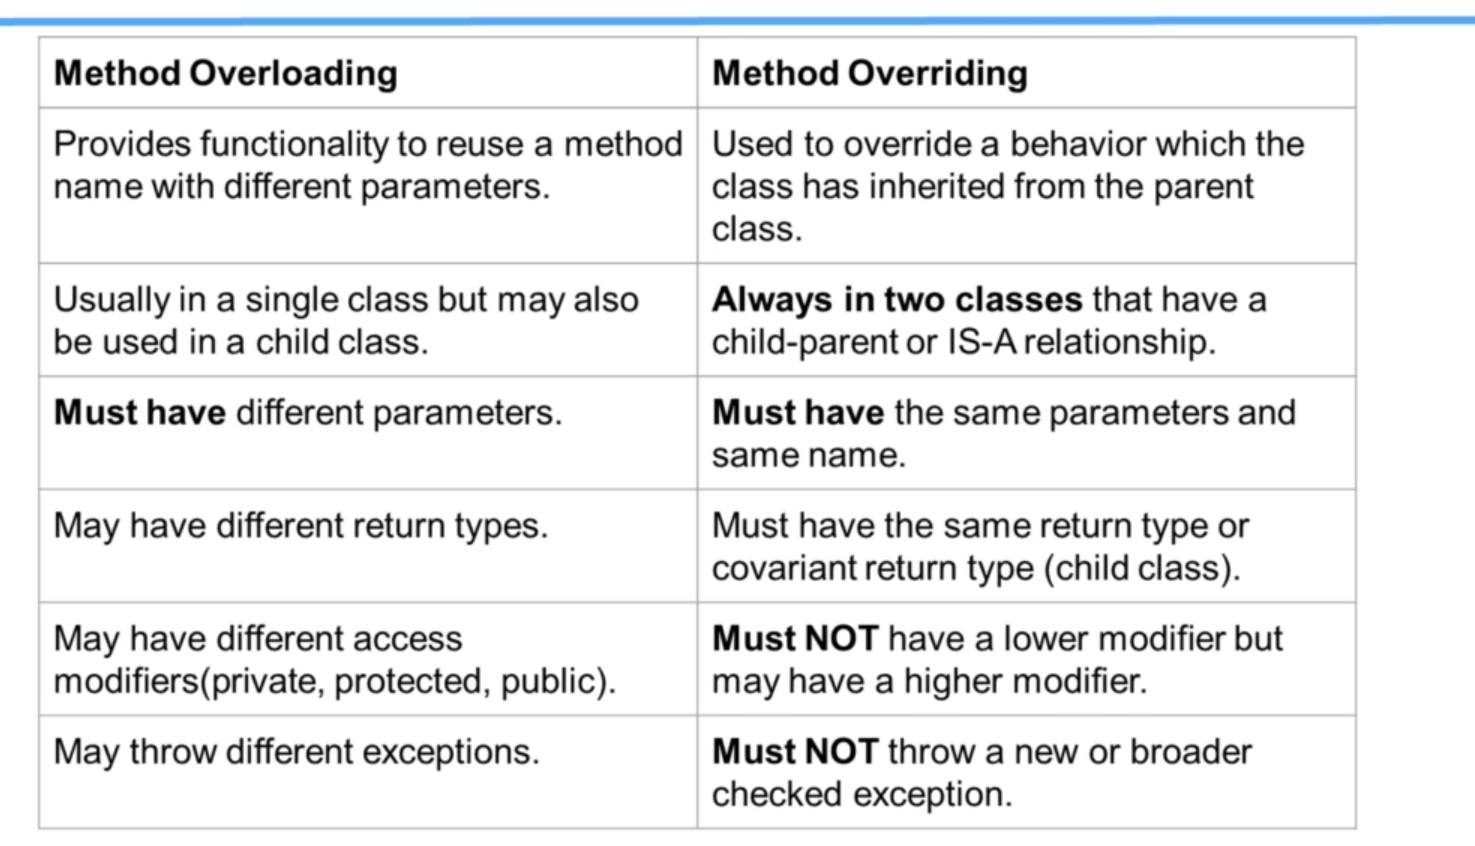 Method Overloading
Method Overriding
Provides functionality to reuse a method
name with different parameters.
Used to override a behavior which the
class has inherited from the parent
class.
Usually in a single class but may also
be used in a child class.
Always in two classes that have a
child-parent or IS-A relationship.
Must have different parameters.
Must have the same parameters and
same name.
May have different return types.
Must have the same return type or
covariant return type (child class).
May have different access
modifiers(private, protected, public).
Must NOT have a lower modifier but
may have a higher modifier.
May throw different exceptions.
Must NOT throw a new or broader
checked exception.